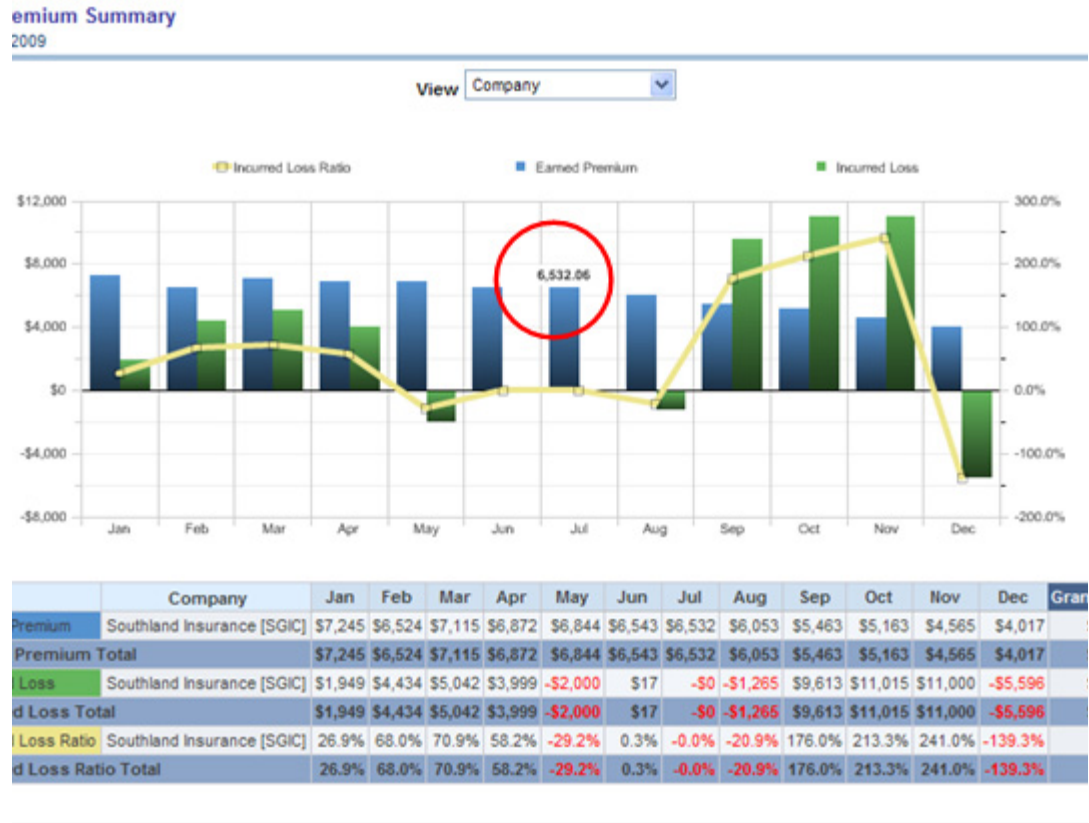 emium Summary
2009
View Company
Incurred Loss Ratio Earned Premium Incurred Loss
$12,000 300.0%
$8,000 6,532.06 200.0%
$4,000 100.0%
$0 0.0%
-$4,000 -100.0%
-$8,000 -200.0%
Jan Feb Mar Apr May Jun Jul Aug Sep Oct Nov Dec
Company Jan Feb Mar Apr May Jun Jul Aug Sep Oct Nov Dec Gran
Premium Southland Insurance [SGIC] $7,245 $6,524 $7,115 $6,872 $6,844 $6,543 $6,532 $6,053 $5,463 $5,163 $4,565 $4,017
Premium Total $7,245 $6,524 $7,115 $6,872 $6,844 $6,543 $6,532 $6,053 $5,463 $5,163 $4,565 $4,017
Loss Southland Insurance [SGIC] $1,949 $4,434 $5,042 $3,999 -$2,000 $17 -$0 -$1,265 $9,613 $11,015 $11,000 -$5,596
d Loss Total $1,949 $4,434 $5,042 $3,999 -$2,000 $17 -$0 -$1,265 $9,613 $11,015 $11,000 -$5,596
Loss Ratio Southland Insurance [SGIC] 26.9% 68.0% 70.9% 58.2% -29.2% 0.3% -0.0% -20.9% 176.0% 213.3% 241.0% -139.3%
d Loss Ratio Total 26.9% 68.0% 70.9% 58.2% -29.2% 0.3% -0.0% -20.9% 176.0% 213.3% 241.0% -139.3%